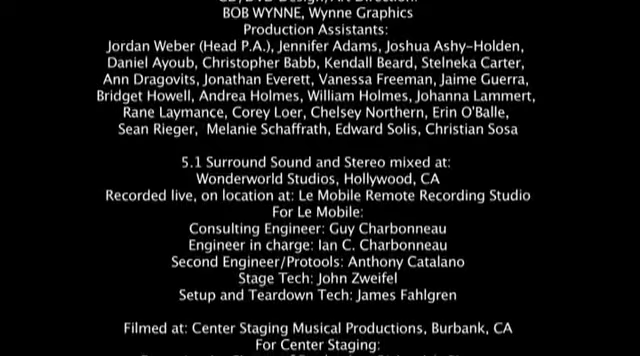 BOB WYNNE, Wynne Graphics
Production Assistants:
Jordan Weber (Head P.A.), Jennifer Adams, Joshua Ashy-Holden,
Daniel Ayoub, Christopher Babb, Kendall Beard, Stelneka Carter,
Ann Dragovits, Jonathan Everett, Vanessa Freeman, Jaime Guerra,
Bridget Howell, Andrea Holmes, William Holmes, Johanna Lammert,
Rane Laymance, Corey Loer, Chelsey Northern, Erin O'Balle,
Sean Rieger, Melanie Schaffrath, Edward Solis, Christian Sosa
5.1 Surround Sound and Stereo mixed at:
Wonderworld Studios, Hollywood, CA
Recorded live, on location at: Le Mobile Remote Recording Studio
For Le Mobile:
Consulting Engineer: Guy Charbonneau
Engineer in charge: Ian C. Charbonneau
Second Engineer/Protools: Anthony Catalano
Stage Tech: John Zweifel
Setup and Teardown Tech: James Fahlgren
Filmed at: Center Staging Musical Productions, Burbank, CA
For Center Staging: